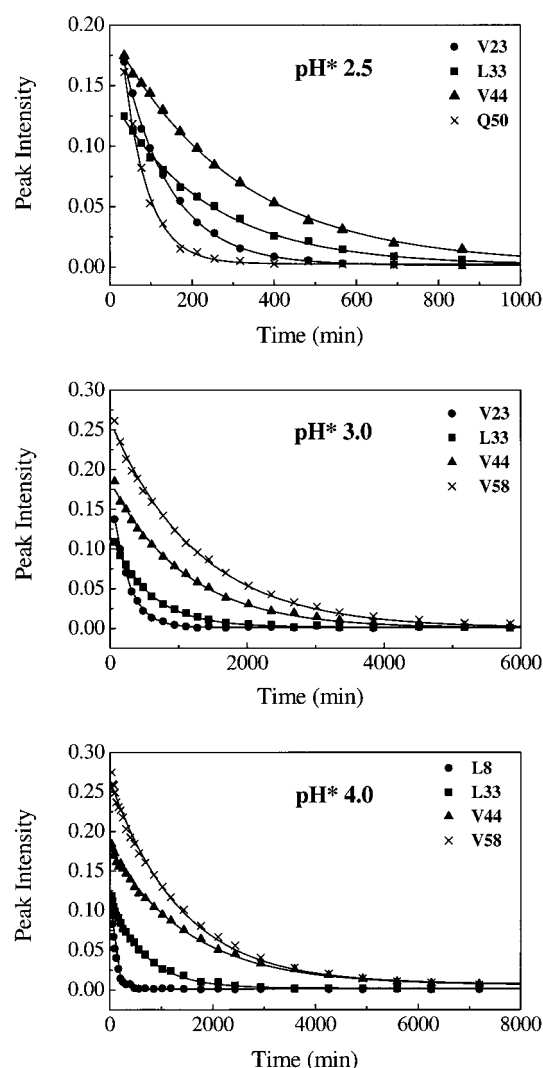 pH* 2.5
V23
L33
V44
Q50
Peak Intensity
0.20
0.15
0.10
0.05
0.00
0 200 400 600 800 1000
Time (min)
pH* 3.0
V23
L33
V44
V58
Peak Intensity
0.30
0.25
0.20
0.15
0.10
0.05
0.00
0 2000 4000 6000
Time (min)
pH* 4.0
L8
L33
V44
V58
Peak Intensity
0.30
0.25
0.20
0.15
0.10
0.05
0.00
0 2000 4000 6000 8000
Time (min)